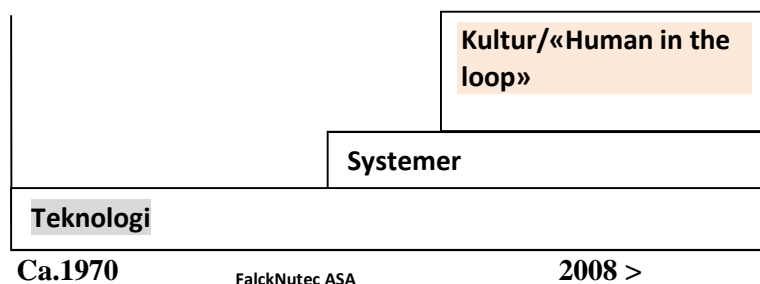 Kultur/«Human in the
loop»
Systemer
Teknologi
Ca.1970 FalckNutec ASA 2008 >